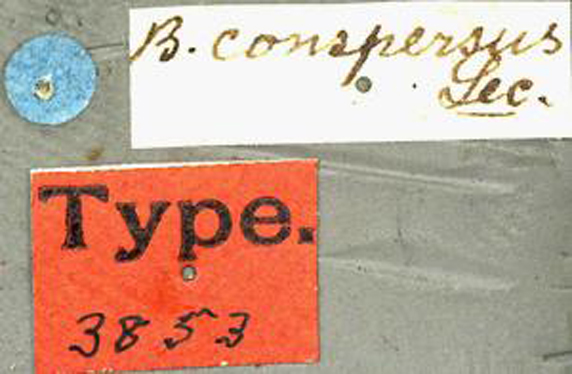 B. conspersus
Lec.
Type.
3853